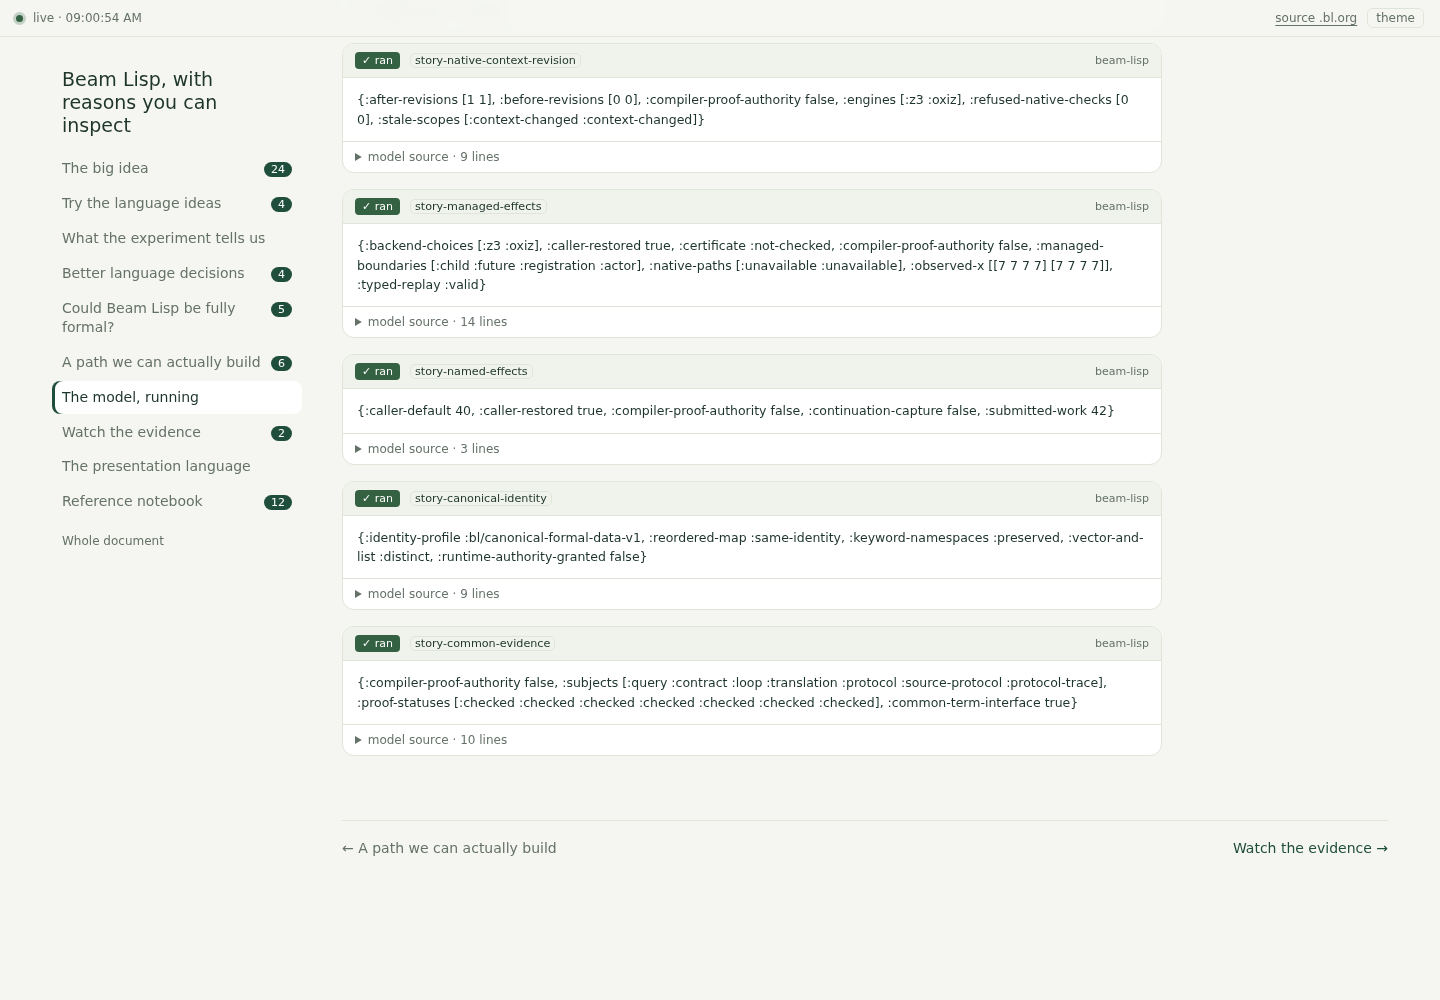 live · 09:00:54 AM
source .bl.org
theme
Beam Lisp, with
reasons you can
inspect
The big idea
24
Try the language ideas
4
What the experiment tells us
Better language decisions
4
Could Beam Lisp be fully
formal?
5
A path we can actually build
6
The model, running
Watch the evidence
2
The presentation language
Reference notebook
12
Whole document
✓ ran
story-native-context-revision
beam-lisp
{:after-revisions [1 1], :before-revisions [0 0], :compiler-proof-authority false, :engines [:z3 :oxiz], :refused-native-checks [0
0], :stale-scopes [:context-changed :context-changed]}
▶ model source · 9 lines
✓ ran
story-managed-effects
beam-lisp
{:backend-choices [:z3 :oxiz], :caller-restored true, :certificate :not-checked, :compiler-proof-authority false, :managed-
boundaries [:child :future :registration :actor], :native-paths [:unavailable :unavailable], :observed-x [[7 7 7 7] [7 7 7 7]],
:typed-replay :valid}
▶ model source · 14 lines
✓ ran
story-named-effects
beam-lisp
{:caller-default 40, :caller-restored true, :compiler-proof-authority false, :continuation-capture false, :submitted-work 42}
▶ model source · 3 lines
✓ ran
story-canonical-identity
beam-lisp
{:identity-profile :bl/canonical-formal-data-v1, :reordered-map :same-identity, :keyword-namespaces :preserved, :vector-and-
list :distinct, :runtime-authority-granted false}
▶ model source · 9 lines
✓ ran
story-common-evidence
beam-lisp
{:compiler-proof-authority false, :subjects [:query :contract :loop :translation :protocol :source-protocol :protocol-trace],
:proof-statuses [:checked :checked :checked :checked :checked :checked :checked], :common-term-interface true}
▶ model source · 10 lines
← A path we can actually build
Watch the evidence →